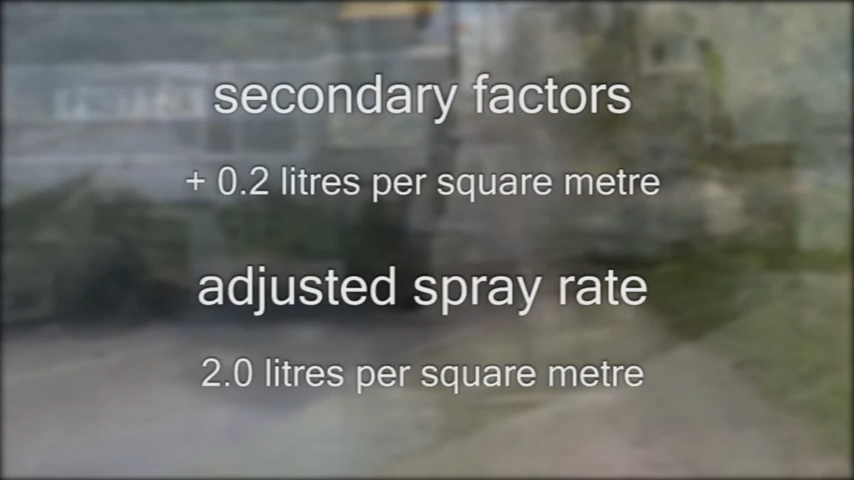 secondary factors
+ 0.2 litres per square metre
adjusted spray rate
2.0 litres per square metre